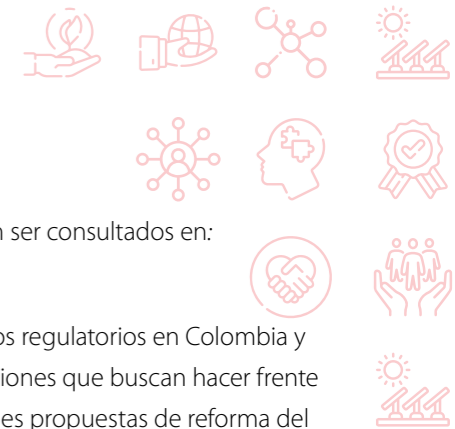 n ser consultados en:
os regulatorios en Colombia y
iones que buscan hacer frente
es propuestas de reforma del